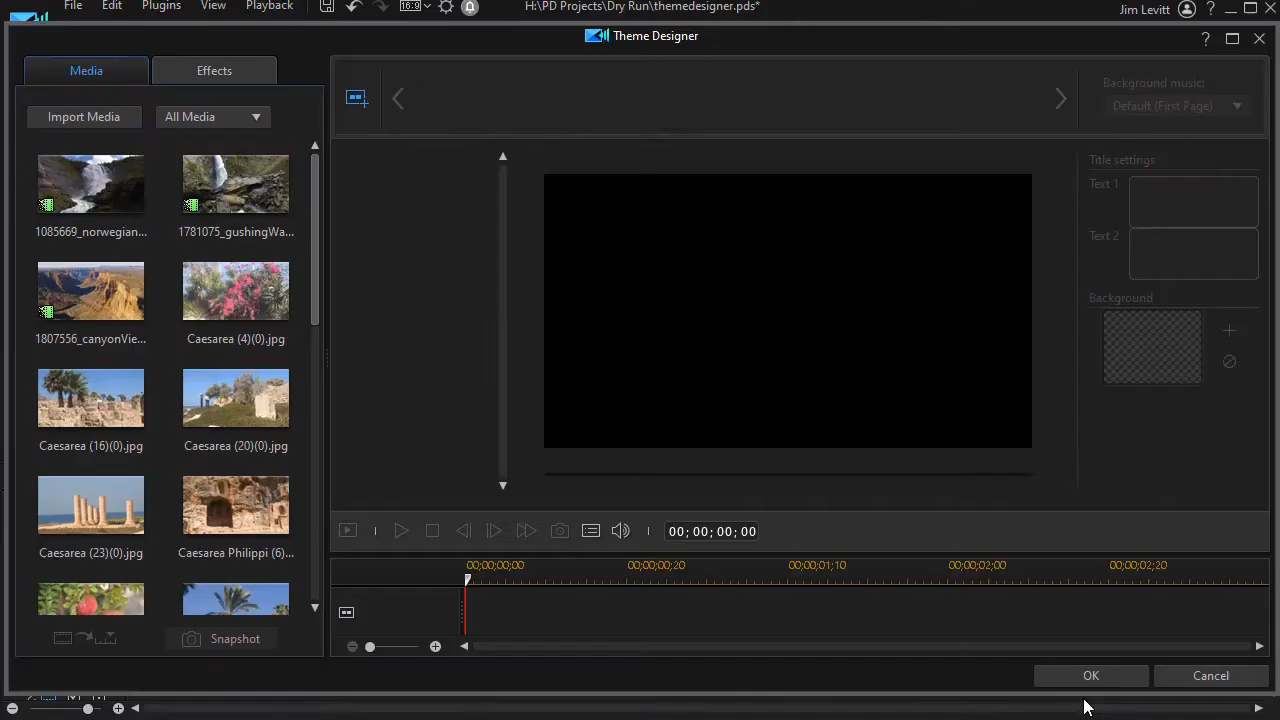 File Edit Plugins View Playback 16:9 H:\PD Projects\Dry Run\themedesigner.pds* Jim Levitt ?
Theme Designer ?
Media Effects
Import Media All Media
1085669_norwegian... 1781075_gushingWa...
1807556_canyonVie... Caesarea (4)(0).jpg
Caesarea (16)(0).jpg Caesarea (20)(0).jpg
Caesarea (23)(0).jpg Caesarea Philippi (6)...
Snapshot
Background music:
Default (First Page)
Title settings
Text 1
Text 2
Background
00;00;00;00
00;00;00;00 00;00;00;20 00;00;01;10 00;00;02;00 00;00;02;20
OK Cancel